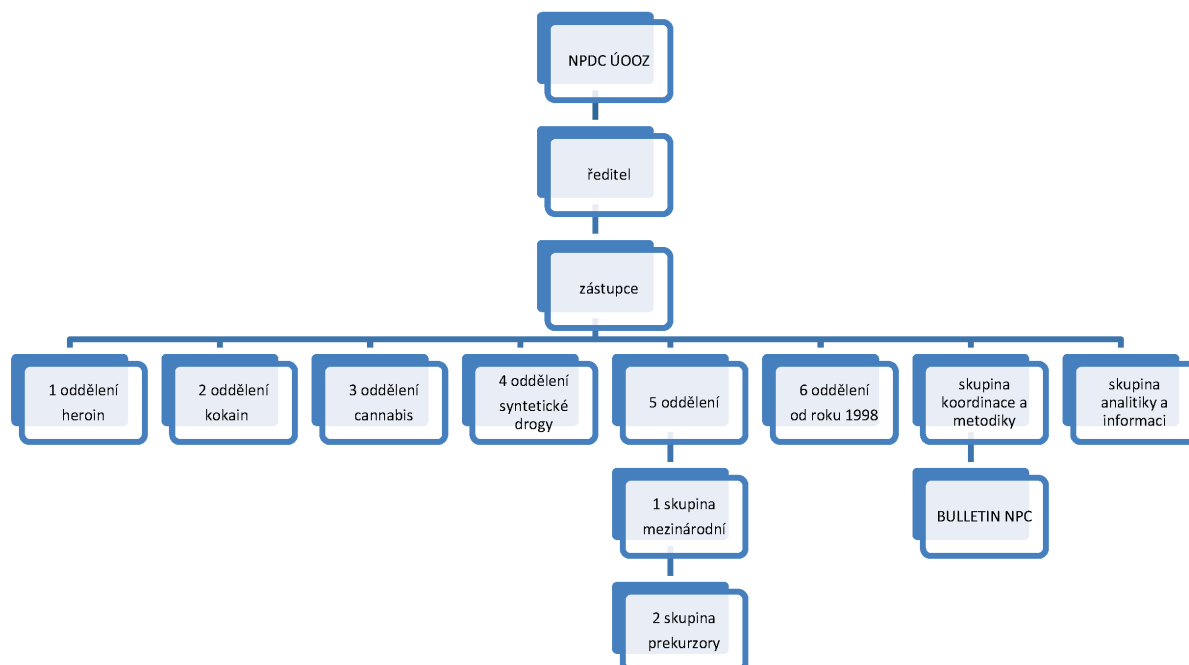 NPDC ÚOOZ
ředitel
zástupce
1 oddělení
heroin
2 oddělení
kokain
3 oddělení
cannabis
4 oddělení
syntetické
drogy
5 oddělení
6 oddělení
od roku 1998
skupina
koordinace a
metodiky
skupina
analitiky a
informaci
1 skupina
mezinárodní
BULLETIN NPC
2 skupina
prekurzory